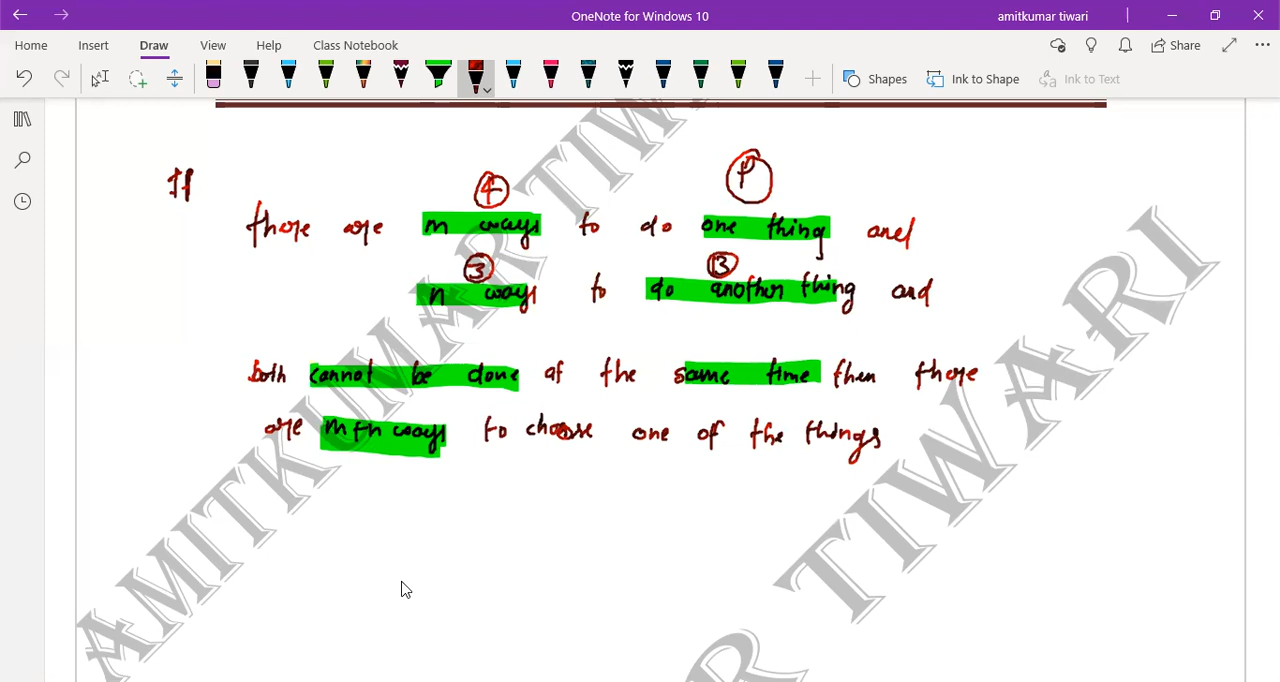 OneNote for Windows 10
amitkumar tiwari
Home Insert Draw View Help Class Notebook
Share
Shapes Ink to Shape Ink to Text
If
4 P
there are m ways to do one thing and
3 B
n ways to do another thing and
both cannot be done at the same time then there
are m+n ways to choose one of the things
AMITKUMAR TIWARI
TIWARI
R